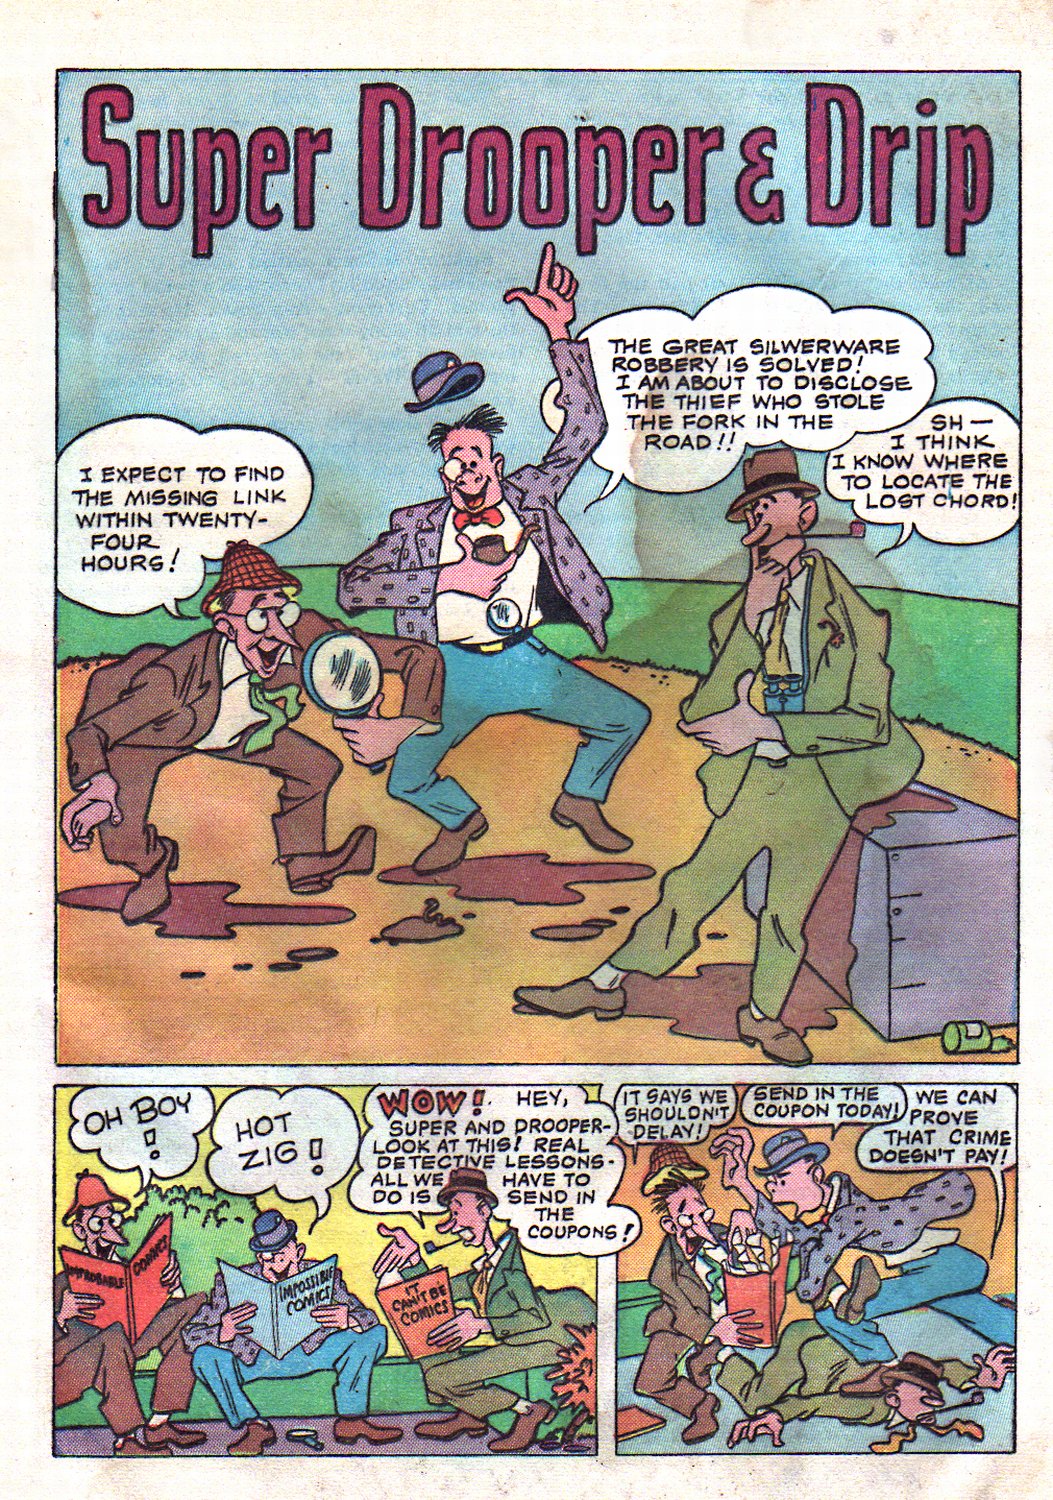 Super Drooper & Drip
I EXPECT TO FIND
THE MISSING LINK
WITHIN TWENTY-
FOUR
HOURS!
THE GREAT SILWERWARE
ROBBERY IS SOLVED!
I AM ABOUT TO DISCLOSE
THE THIEF WHO STOLE
THE FORK IN THE
ROAD!!
SH—
I THINK
I KNOW WHERE
TO LOCATE THE
LOST CHORD!
OH BOY
!
HOT
ZIG!
WOW! HEY,
SUPER AND DROOPER-
LOOK AT THIS! REAL
DETECTIVE LESSONS-
ALL WE HAVE TO
DO IS SEND IN
THE
COUPONS!
IMPROBABLE COMICS
IMPOSSIBLE
COMICS
IT
CAN'T BE
COMICS
IT SAYS WE
SHOULDN'T
DELAY!
SEND IN THE
COUPON TODAY!
WE CAN
PROVE
THAT CRIME
DOESN'T PAY!